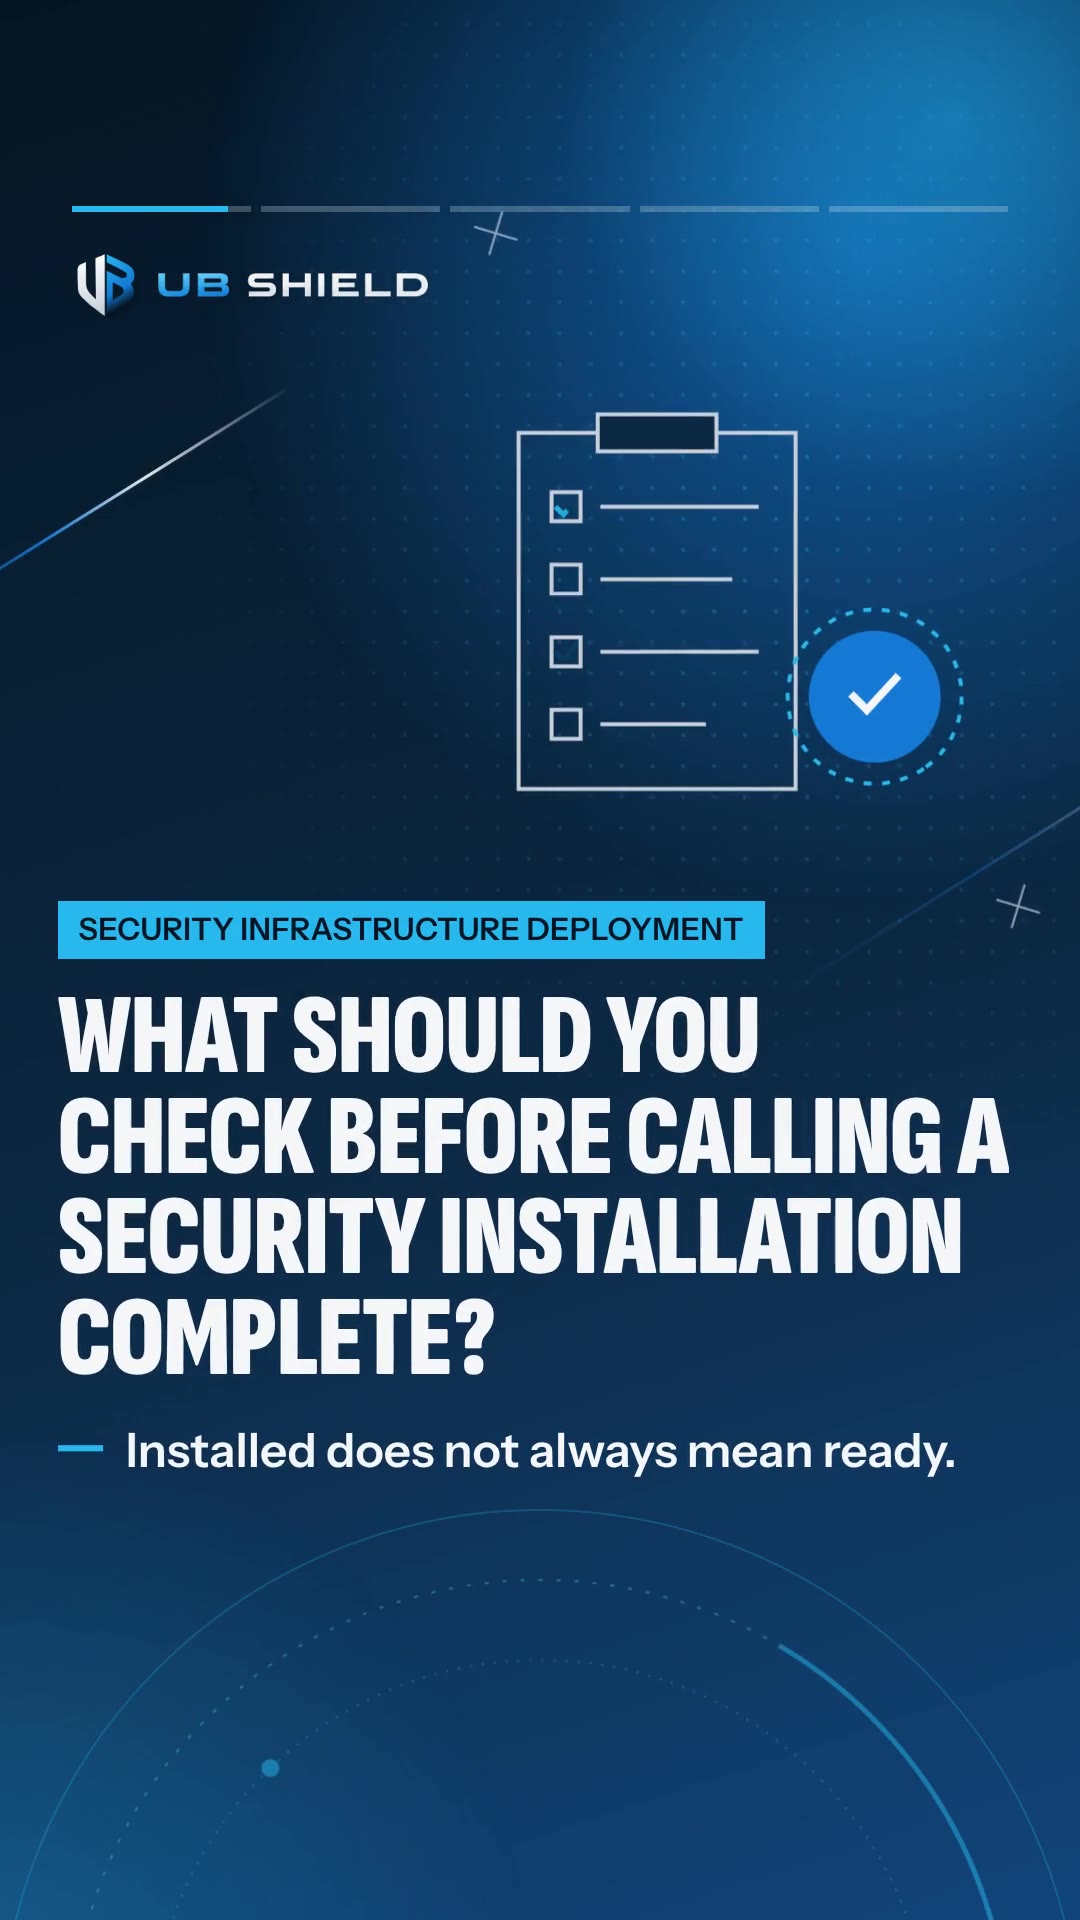 UB SHIELD
SECURITY INFRASTRUCTURE DEPLOYMENT
WHAT SHOULD YOU
CHECK BEFORE CALLING A
SECURITY INSTALLATION
COMPLETE?
Installed does not always mean ready.